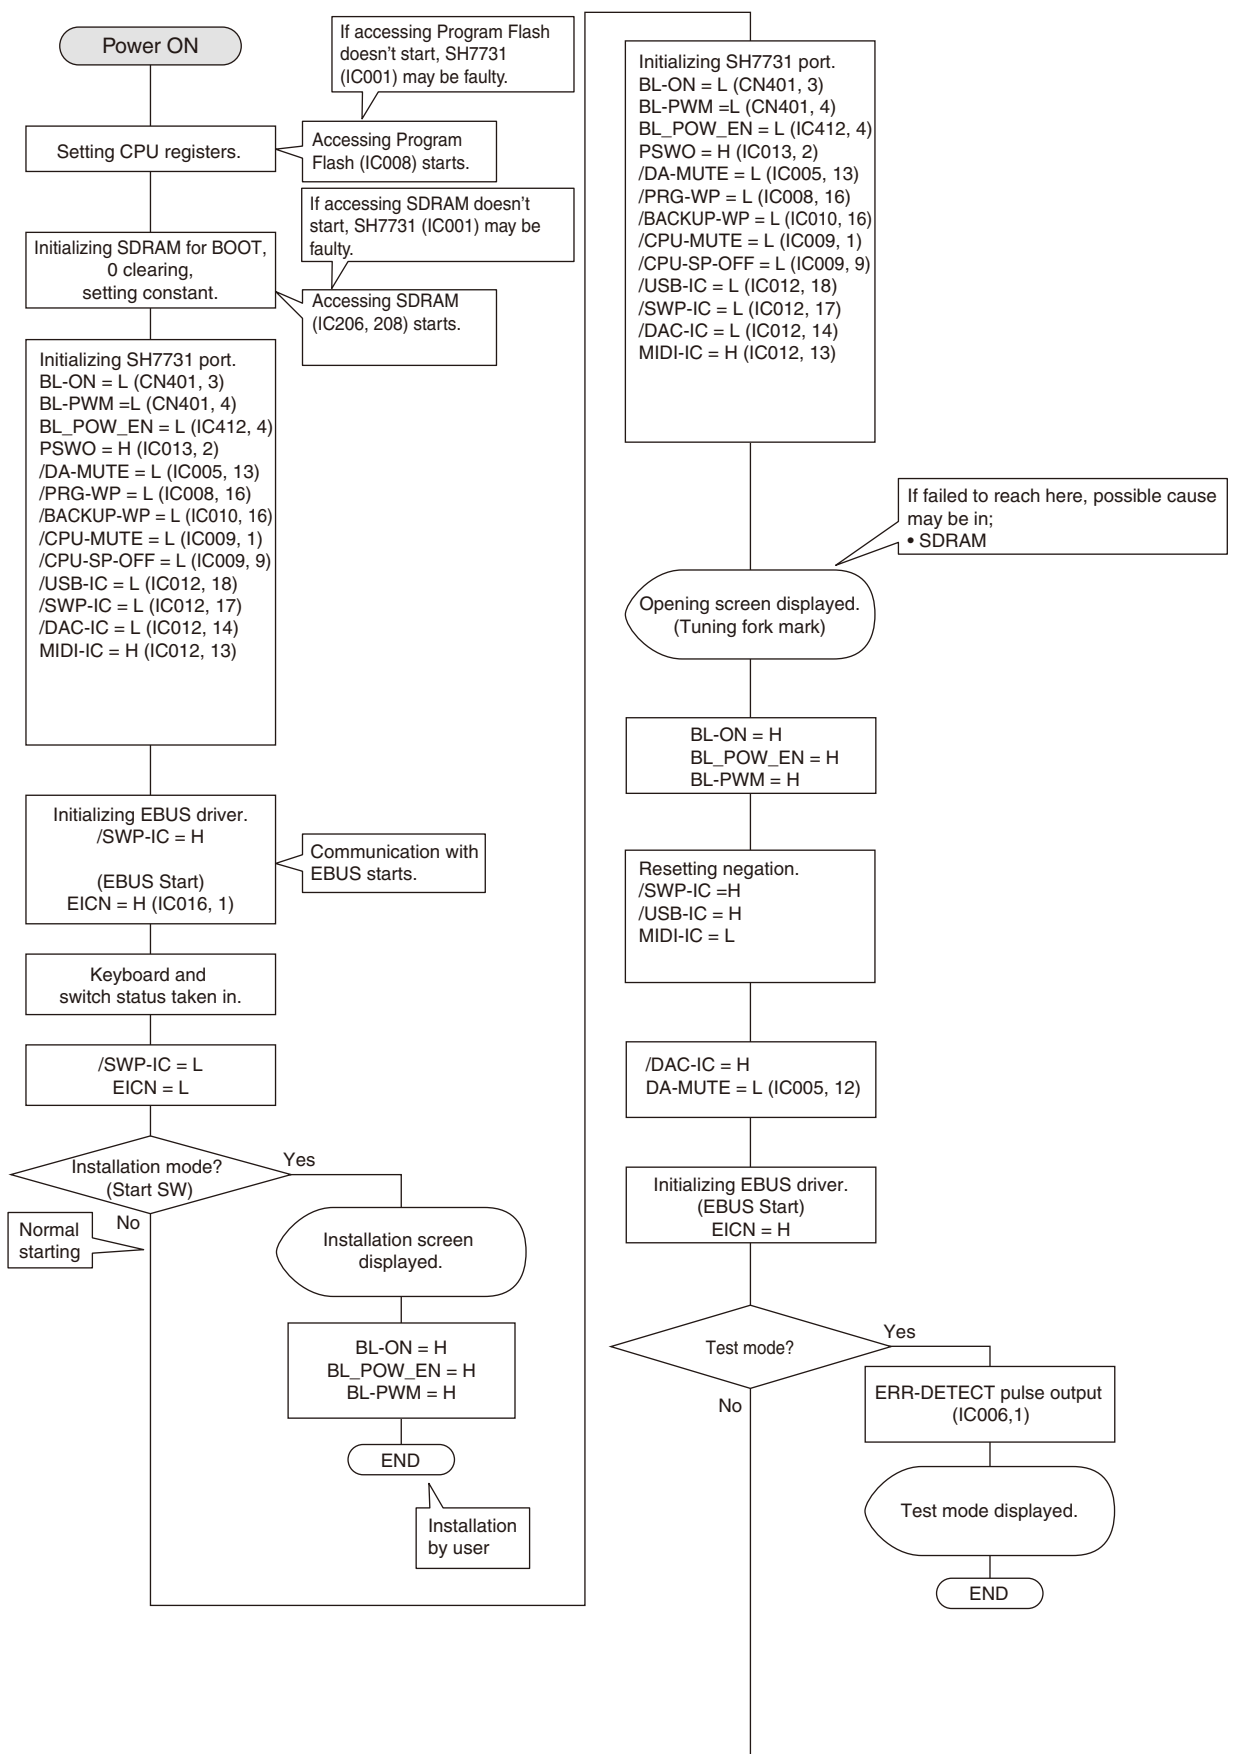 Power ON
If accessing Program Flash
doesn't start, SH7731
(IC001) may be faulty.
Setting CPU registers.
Accessing Program
Flash (IC008) starts.
If accessing SDRAM doesn't
start, SH7731 (IC001) may be
faulty.
Initializing SDRAM for BOOT,
0 clearing,
setting constant.
Accessing SDRAM
(IC206, 208) starts.
Initializing SH7731 port.
BL-ON = L (CN401, 3)
BL-PWM =L (CN401, 4)
BL_POW_EN = L (IC412, 4)
PSWO = H (IC013, 2)
/DA-MUTE = L (IC005, 13)
/PRG-WP = L (IC008, 16)
/BACKUP-WP = L (IC010, 16)
/CPU-MUTE = L (IC009, 1)
/CPU-SP-OFF = L (IC009, 9)
/USB-IC = L (IC012, 18)
/SWP-IC = L (IC012, 17)
/DAC-IC = L (IC012, 14)
MIDI-IC = H (IC012, 13)
Initializing EBUS driver.
/SWP-IC = H
(EBUS Start)
EICN = H (IC016, 1)
Communication with
EBUS starts.
Keyboard and
switch status taken in.
/SWP-IC = L
EICN = L
Installation mode?
(Start SW)
Yes
No
Normal
starting
Installation screen
displayed.
BL-ON = H
BL_POW_EN = H
BL-PWM = H
END
Installation
by user
Initializing SH7731 port.
BL-ON = L (CN401, 3)
BL-PWM =L (CN401, 4)
BL_POW_EN = L (IC412, 4)
PSWO = H (IC013, 2)
/DA-MUTE = L (IC005, 13)
/PRG-WP = L (IC008, 16)
/BACKUP-WP = L (IC010, 16)
/CPU-MUTE = L (IC009, 1)
/CPU-SP-OFF = L (IC009, 9)
/USB-IC = L (IC012, 18)
/SWP-IC = L (IC012, 17)
/DAC-IC = L (IC012, 14)
MIDI-IC = H (IC012, 13)
If failed to reach here, possible cause
may be in;
• SDRAM
Opening screen displayed.
(Tuning fork mark)
BL-ON = H
BL_POW_EN = H
BL-PWM = H
Resetting negation.
/SWP-IC =H
/USB-IC = H
MIDI-IC = L
/DAC-IC = H
DA-MUTE = L (IC005, 12)
Initializing EBUS driver.
(EBUS Start)
EICN = H
Test mode?
Yes
No
ERR-DETECT pulse output
(IC006,1)
Test mode displayed.
END